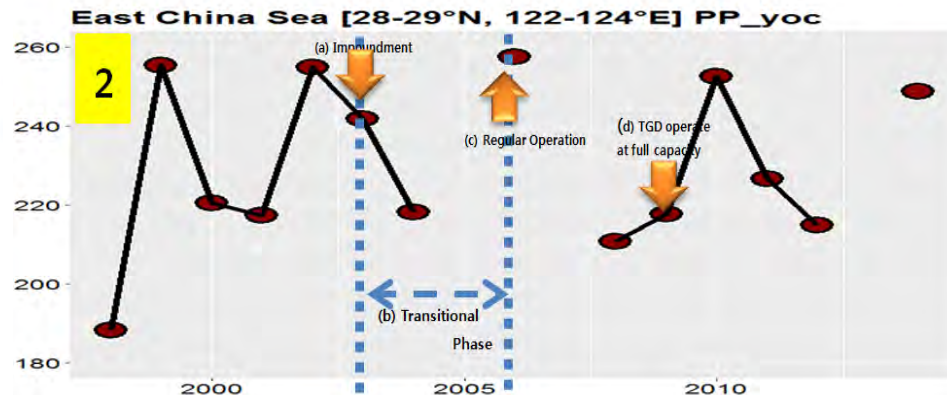 East China Sea [28-29°N, 122-124°E] PP_yoc
2
(a) Impoundment
(c) Regular Operation
(d) TGD operate
at full capacity
(b) Transitional
Phase
260
240
220
200
180
2000
2005
2010